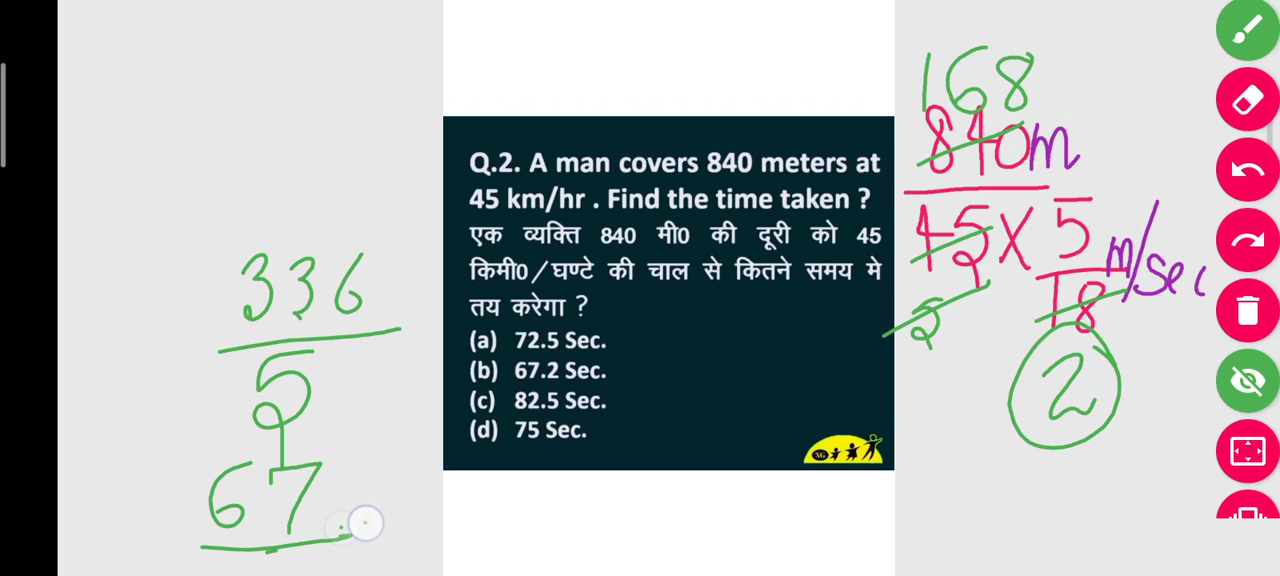 Q.2. A man covers 840 meters at
45 km/hr . Find the time taken ?
एक व्यक्ति 840 मी0 की दूरी को 45
किमी0/घण्टे की चाल से कितने समय मे
तय करेगा ?
(a) 72.5 Sec.
(b) 67.2 Sec.
(c) 82.5 Sec.
(d) 75 Sec.
XG
336
5
67.
168
840m
45 X 5 m/sec
5 18
2